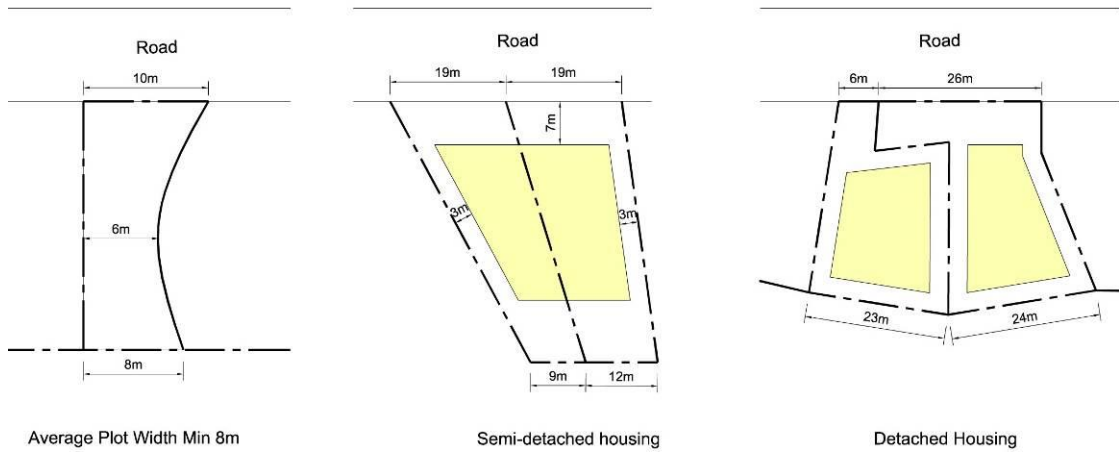 Road
10m
6m
8m
Average Plot Width Min 8m
Road
19m
19m
7m
3m
3m
9m
12m
Semi-detached housing
Road
6m
26m
23m
24m
Detached Housing